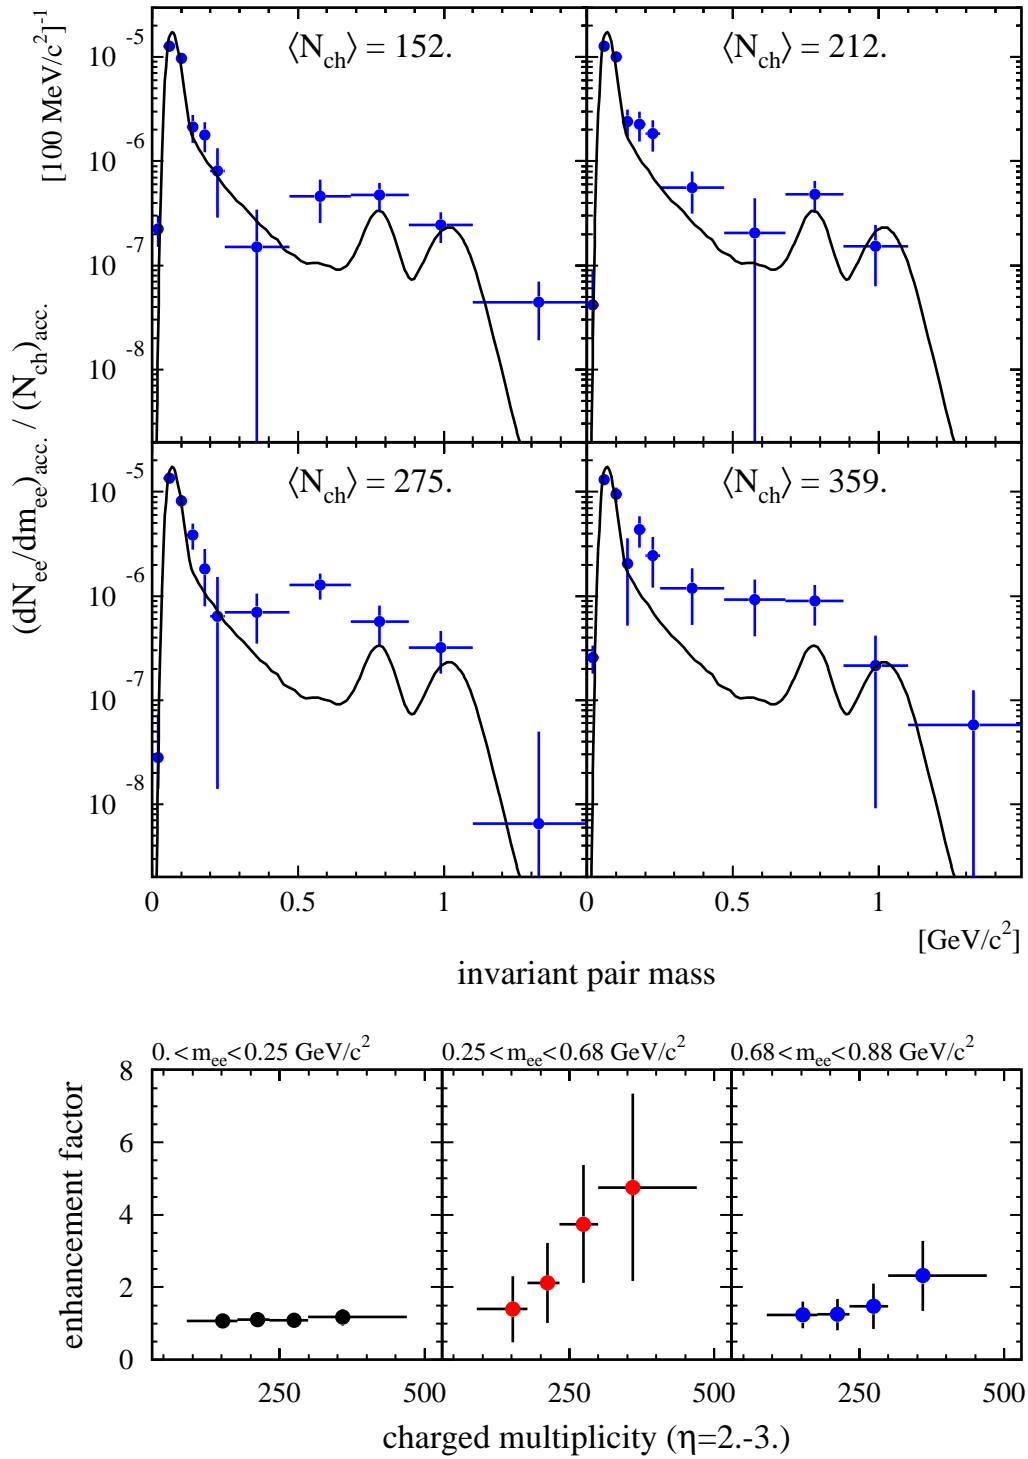 (dN_ee/dm_ee)_acc. / (N_ch)_acc. [100 MeV/c²]⁻¹
⟨N_ch⟩ = 152.
⟨N_ch⟩ = 212.
10⁻⁵
10⁻⁶
10⁻⁷
10⁻⁸
⟨N_ch⟩ = 275.
⟨N_ch⟩ = 359.
10⁻⁵
10⁻⁶
10⁻⁷
10⁻⁸
0 0.5 1 0 0.5 1
[GeV/c²]
invariant pair mass
0.<m_ee<0.25 GeV/c²
0.25<m_ee<0.68 GeV/c²
0.68<m_ee<0.88 GeV/c²
enhancement factor
8
6
4
2
0
250 500 250 500 250 500
charged multiplicity (η=2.-3.)